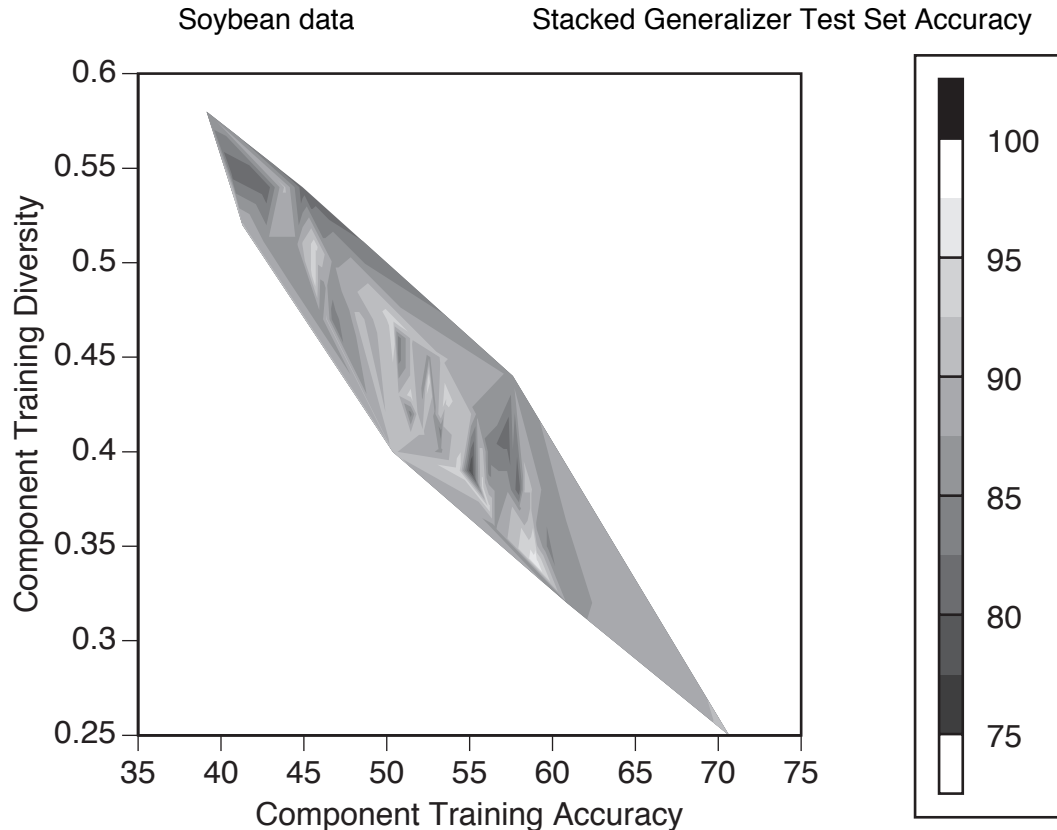 Soybean data
Stacked Generalizer Test Set Accuracy
Component Training Diversity
0.6
0.55
0.5
0.45
0.4
0.35
0.3
0.25
35 40 45 50 55 60 65 70 75
Component Training Accuracy
100
95
90
85
80
75